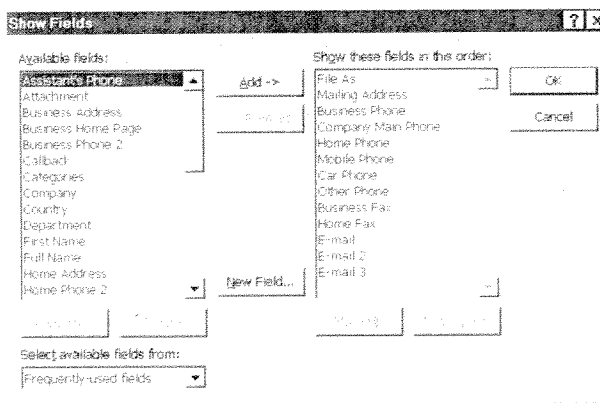 Show Fields
Available fields:
Assistant's Phone
Attachment
Business Address
Business Home Page
Business Phone 2
Callback
Categories
Company
Country
Department
First Name
Full Name
Home Address
Home Phone 2
Add ->
New Field...
Show these fields in this order:
File As
Mailing Address
Business Phone
Company Main Phone
Home Phone
Mobile Phone
Car Phone
Other Phone
Business Fax
Home Fax
E-mail
E-mail 2
E-mail 3
OK
Cancel
Select available fields from:
Frequently-used fields